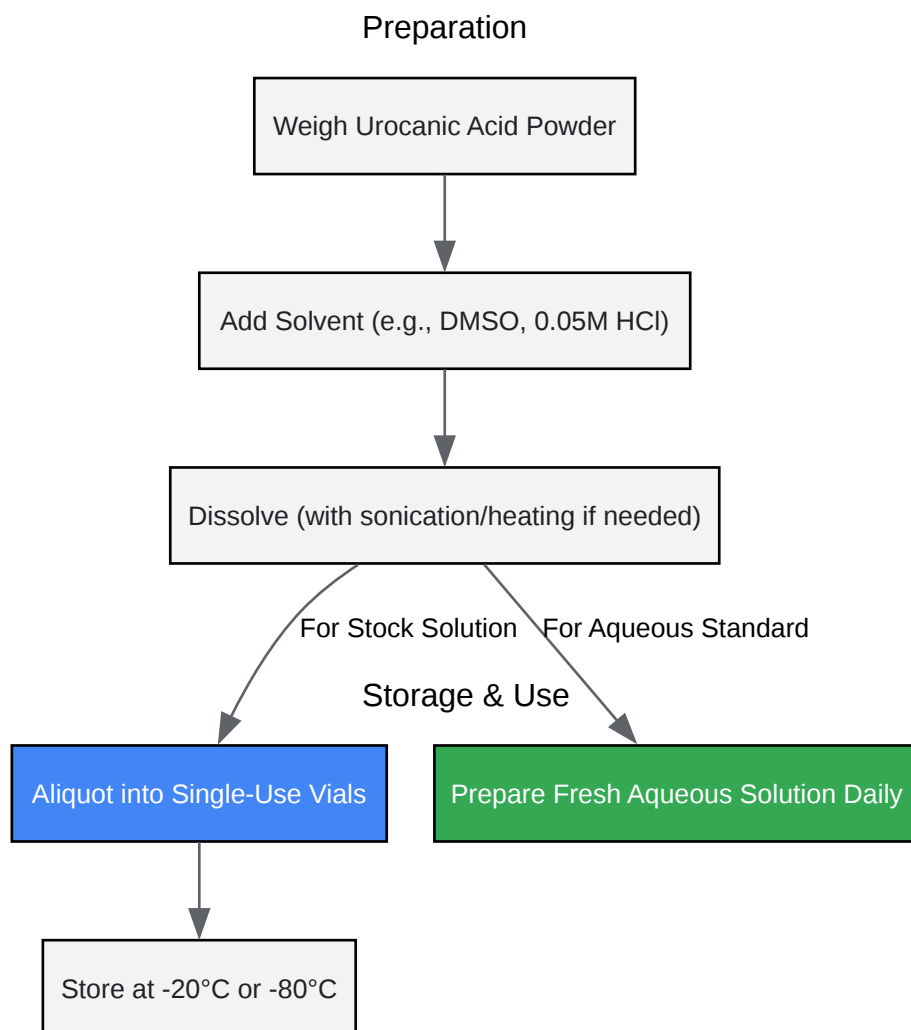 Preparation
Weigh Urocanic Acid Powder
Add Solvent (e.g., DMSO, 0.05M HCl)
Dissolve (with sonication/heating if needed)
For Stock Solution
For Aqueous Standard
Storage & Use
Aliquot into Single-Use Vials
Prepare Fresh Aqueous Solution Daily
Store at -20°C or -80°C